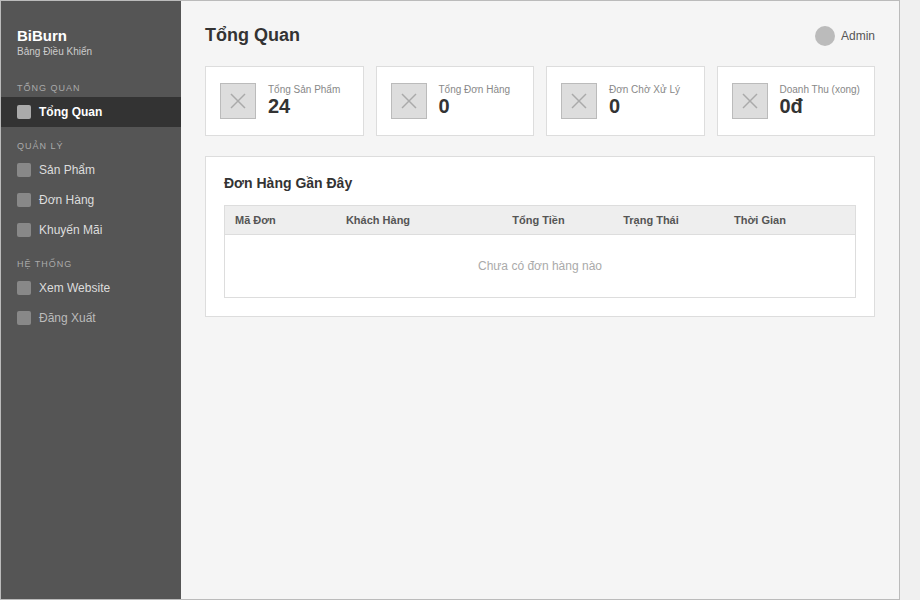 BiBurn
Bảng Điều Khiển
TỔNG QUAN
Tổng Quan
QUẢN LÝ
Sản Phẩm
Đơn Hàng
Khuyến Mãi
HỆ THỐNG
Xem Website
Đăng Xuất
Tổng Quan
Admin
Tổng Sản Phẩm
24
Tổng Đơn Hàng
0
Đơn Chờ Xử Lý
0
Doanh Thu (xong)
0đ
Đơn Hàng Gần Đây
Mã Đơn Khách Hàng Tổng Tiền Trạng Thái Thời Gian
Chưa có đơn hàng nào